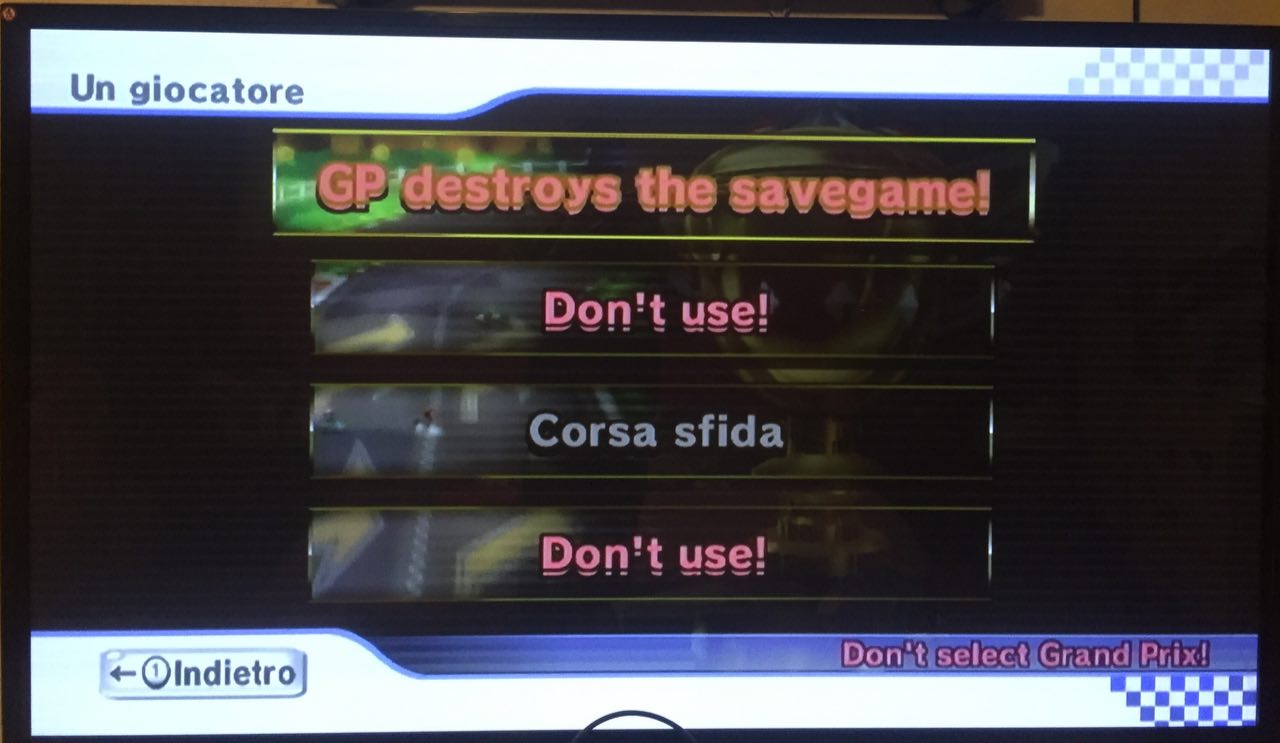 Un giocatore
GP destroys the savegame!
Don't use!
Corsa sfida
Don't use!
←①Indietro
Don't select Grand Prix!